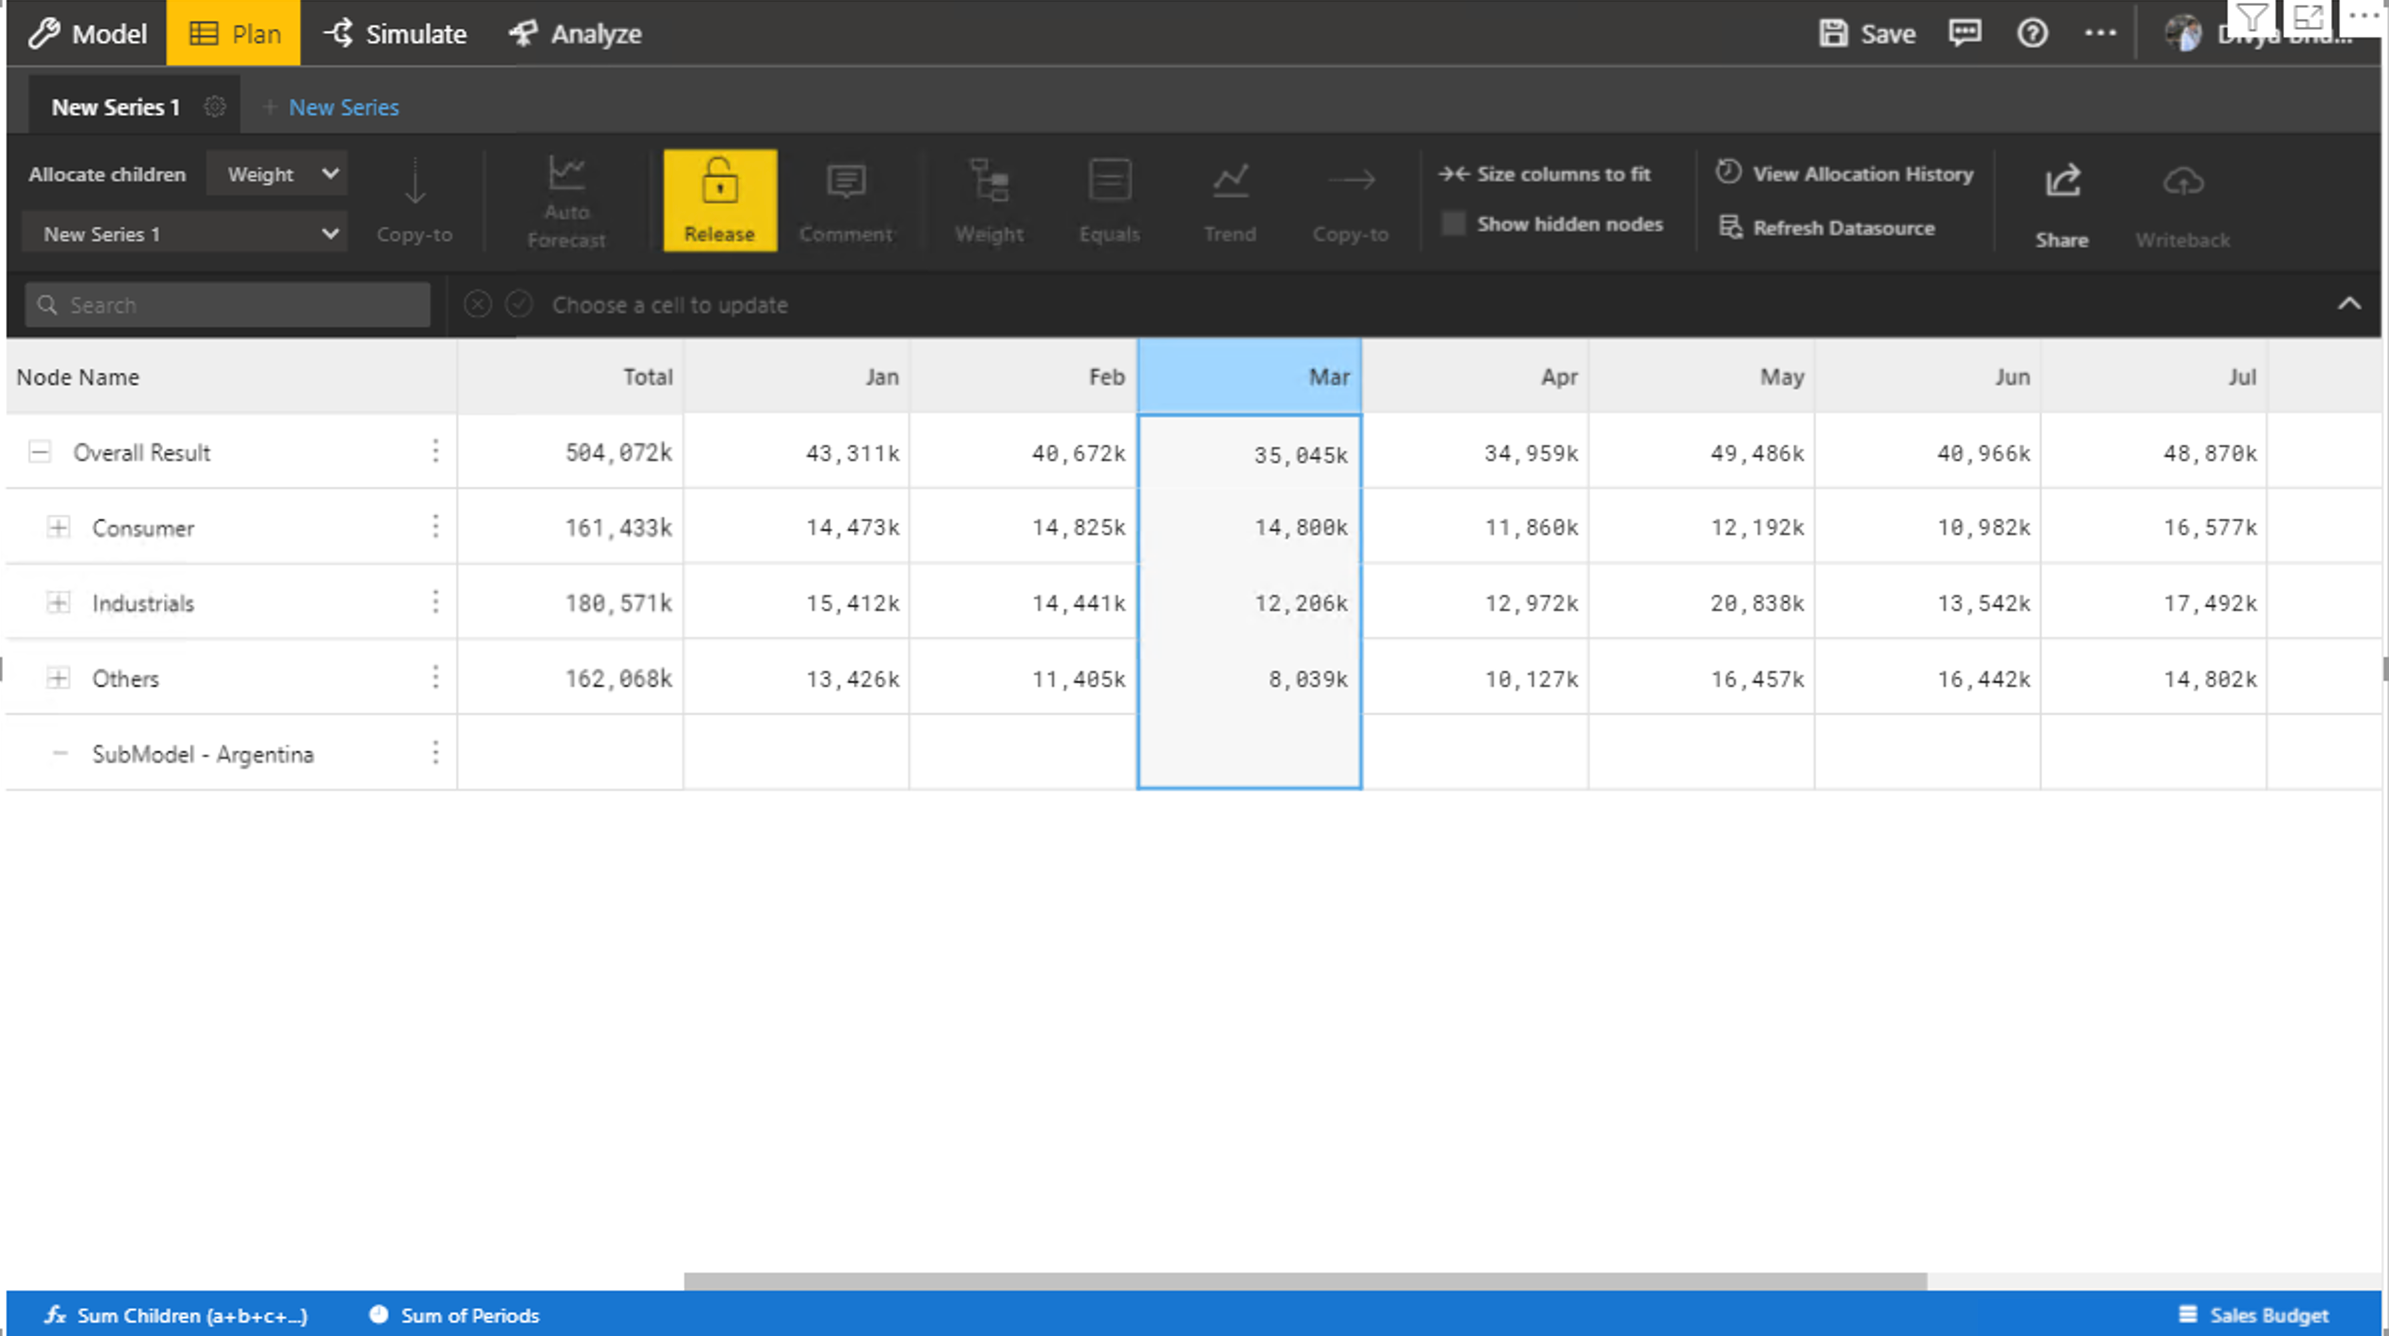 Model Plan Simulate Analyze Save
New Series 1 + New Series
Allocate children Weight
New Series 1
Copy-to
Auto
Forecast
Release
Comment
Weight
Equals
Trend
Copy-to
Size columns to fit
Show hidden nodes
View Allocation History
Refresh Datasource
Share
Writeback
Search
Choose a cell to update
Node Name Total Jan Feb Mar Apr May Jun Jul
Overall Result 504,072k 43,311k 40,672k 35,045k 34,959k 49,486k 40,966k 48,870k
Consumer 161,433k 14,473k 14,825k 14,800k 11,860k 12,192k 10,982k 16,577k
Industrials 180,571k 15,412k 14,441k 12,206k 12,972k 20,838k 13,542k 17,492k
Others 162,068k 13,426k 11,405k 8,039k 10,127k 16,457k 16,442k 14,802k
SubModel - Argentina
fx Sum Children (a+b+c+...) Sum of Periods Sales Budget